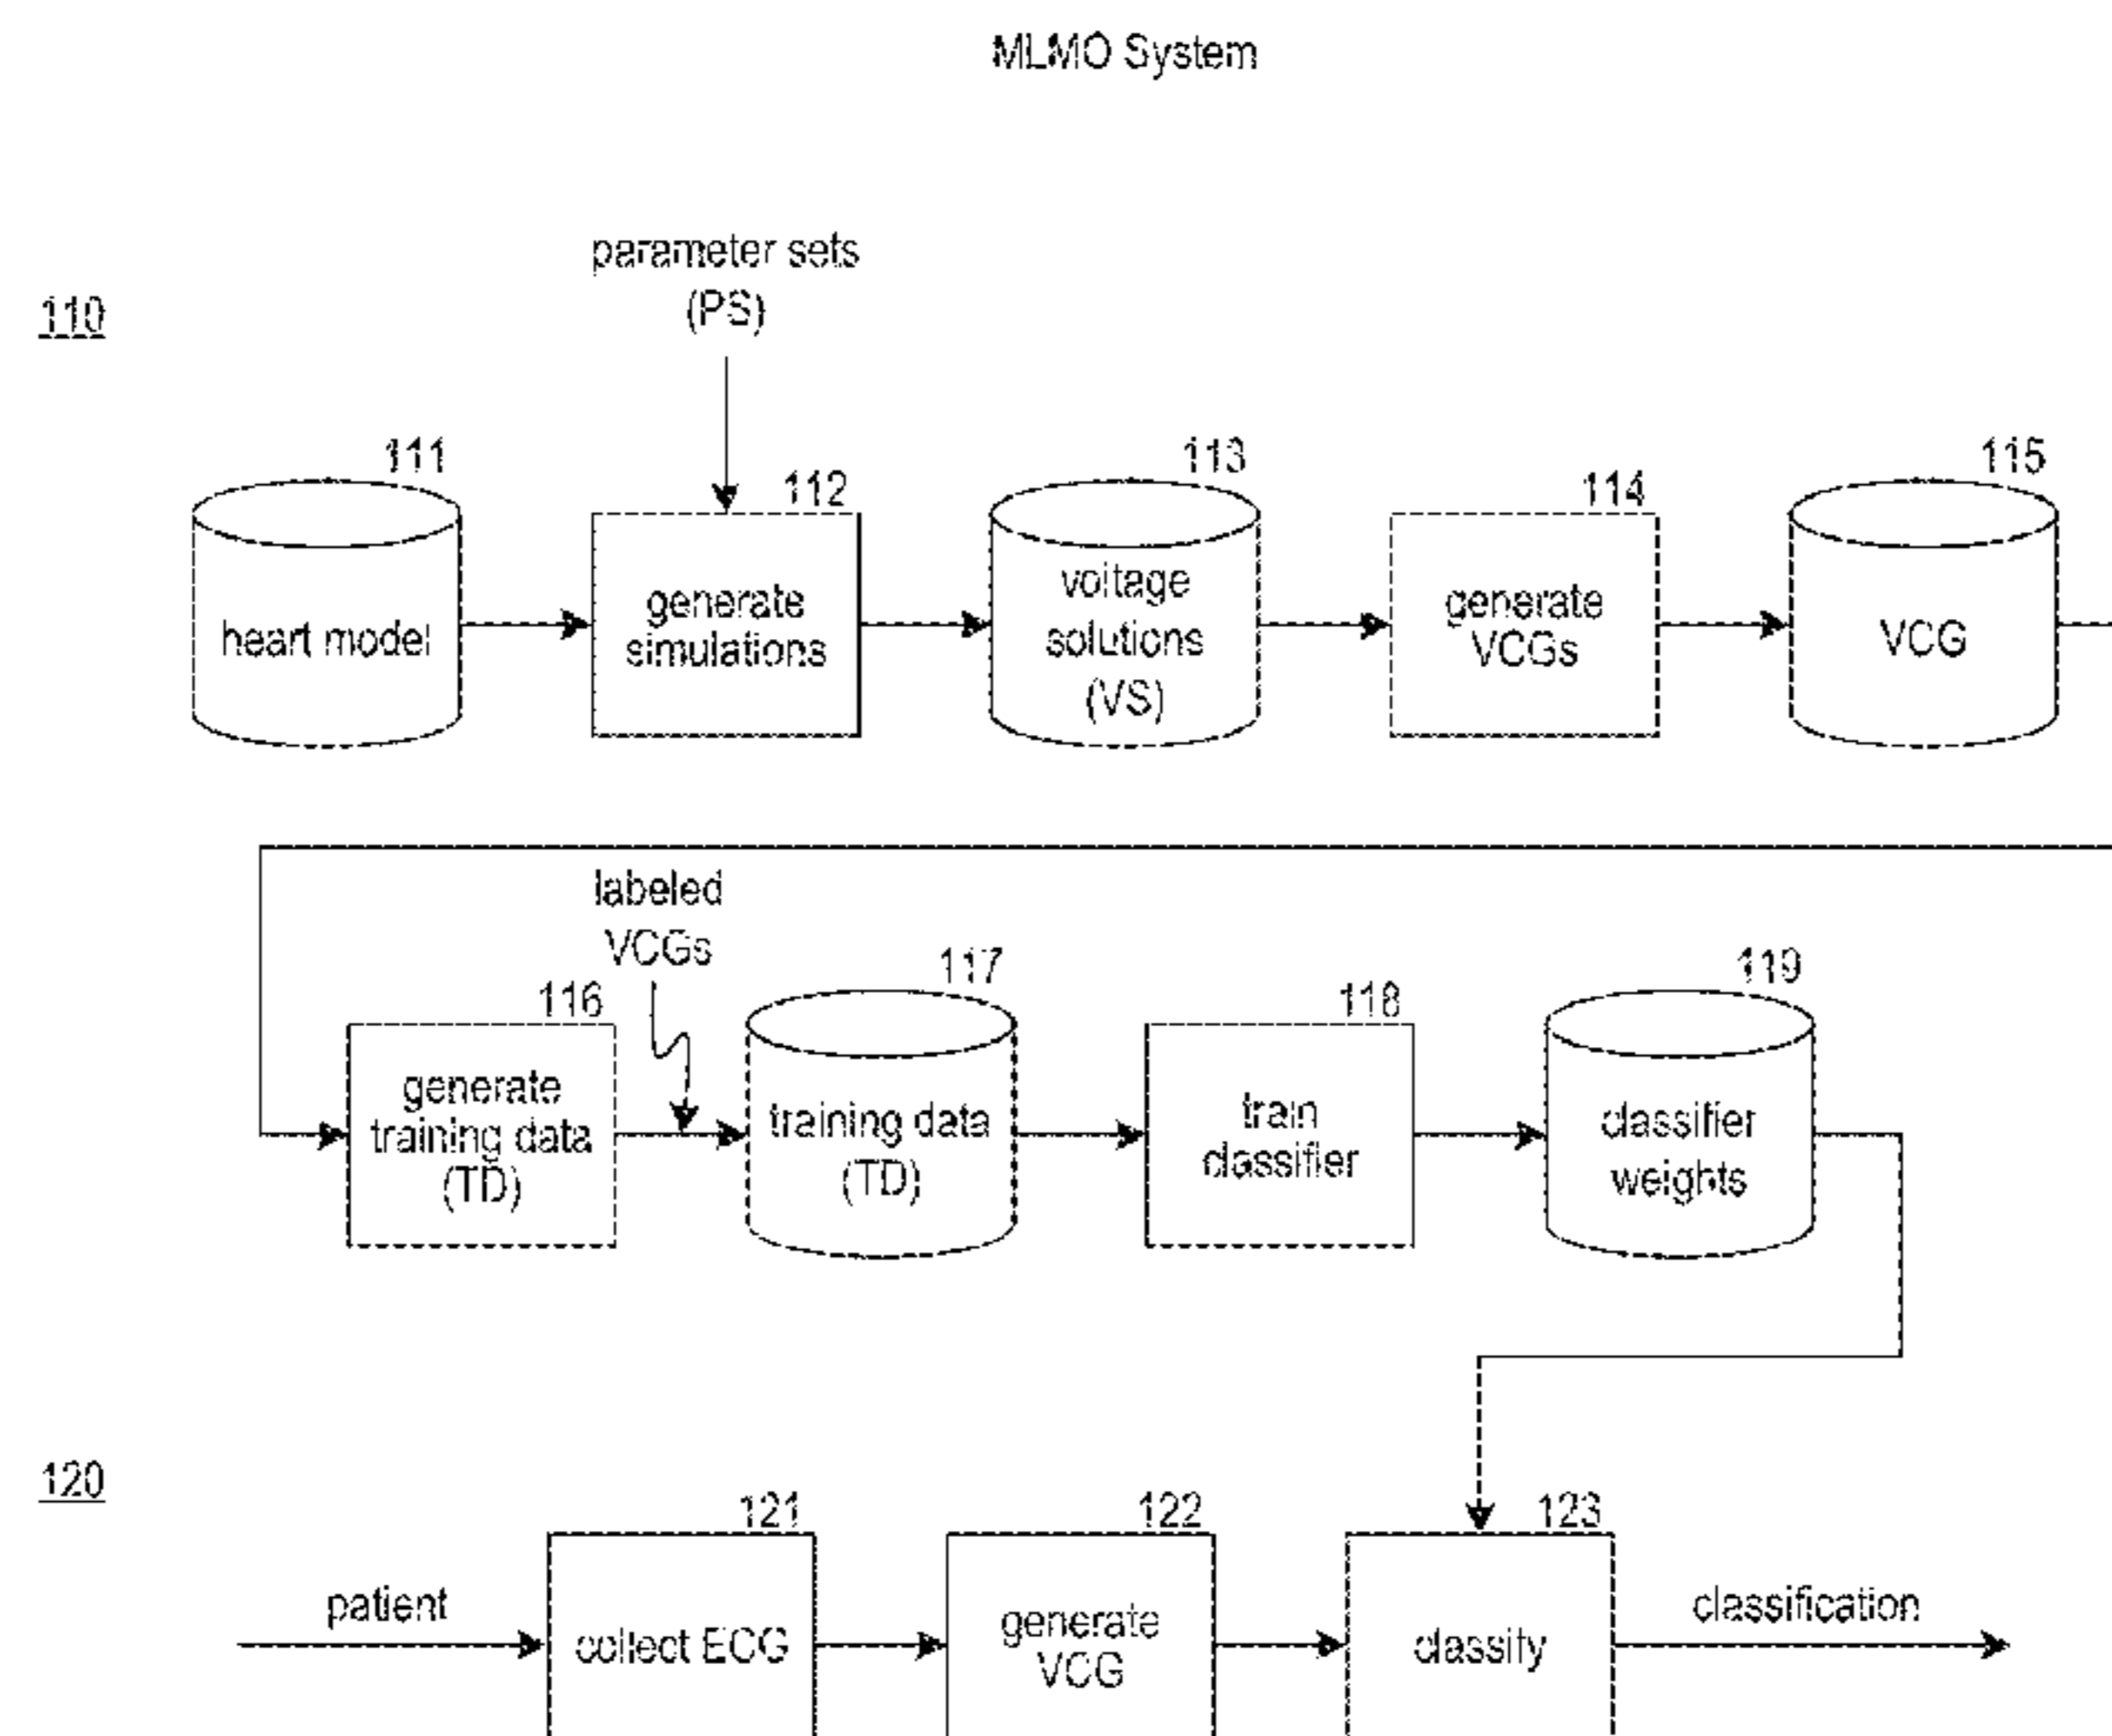 MLMO System
parameter sets
(PS)
110
111
112
113
114
115
heart model
generate
simulations
voltage
solutions
(VS)
generate
VCGs
VCG
labeled
VCGs
116
117
118
119
generate
training data
(TD)
training data
(TD)
train
classifier
classifier
weights
120
121
122
123
patient
collect ECG
generate
VCG
classify
classification